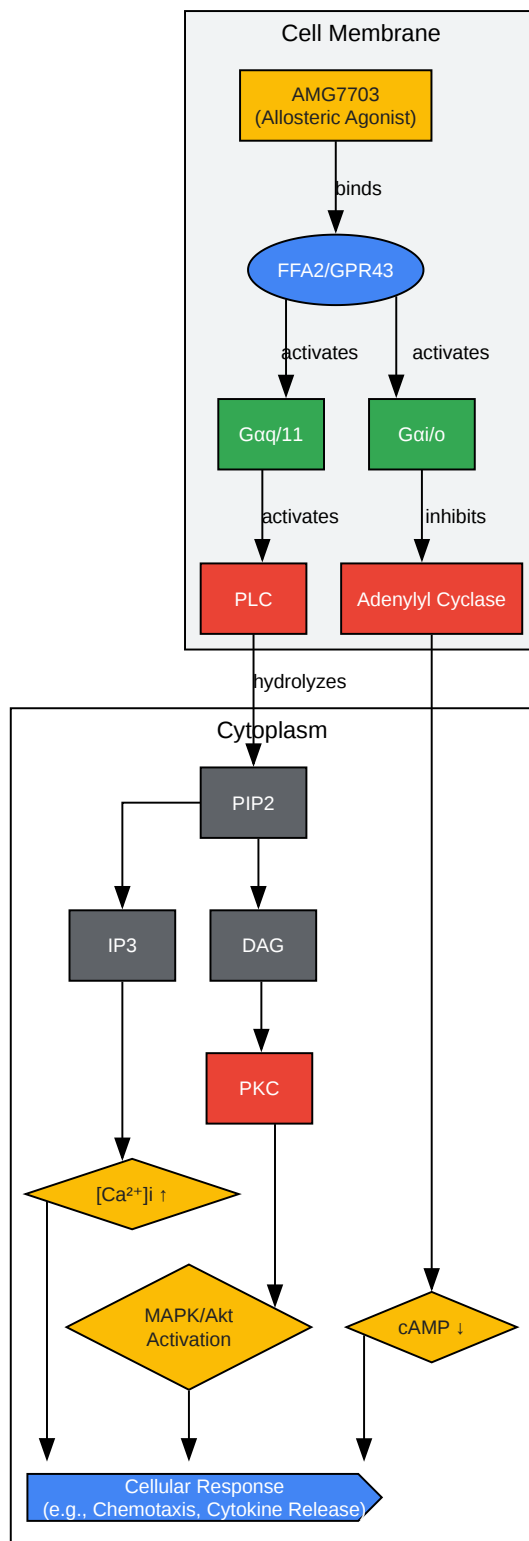 Cell Membrane
AMG7703
(Allosteric Agonist)
binds
FFA2/GPR43
activates
activates
Gαq/11
Gαi/o
activates
inhibits
PLC
Adenylyl Cyclase
hydrolyzes
Cytoplasm
PIP2
IP3
DAG
PKC
[Ca²⁺]i ↑
MAPK/Akt
Activation
cAMP ↓
Cellular Response
(e.g., Chemotaxis, Cytokine Release)